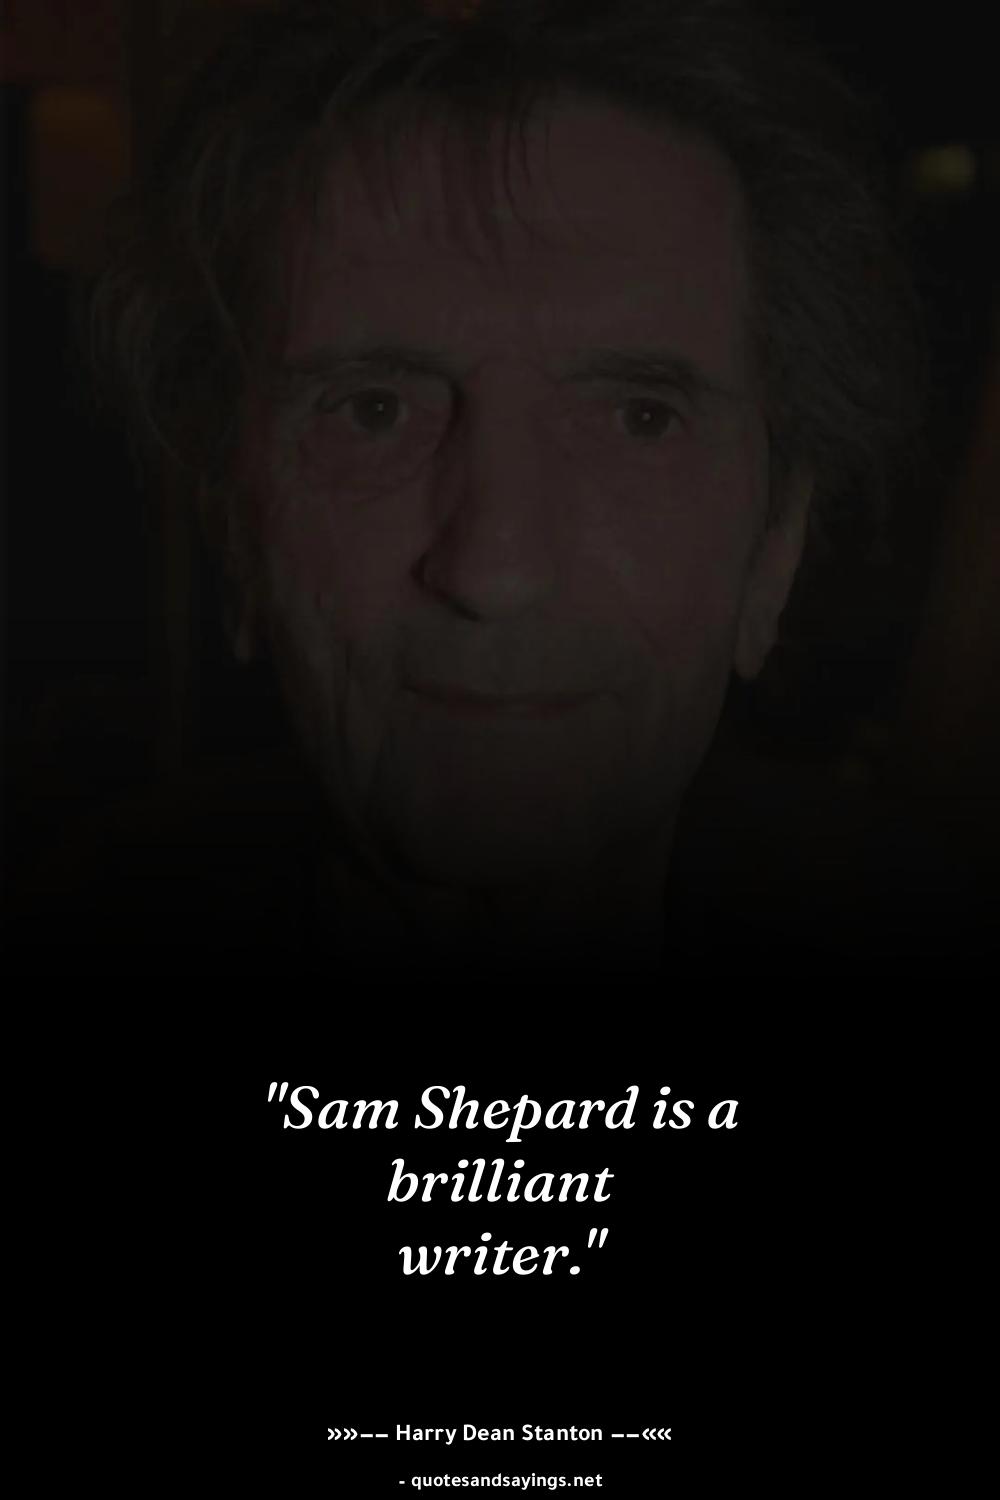 "Sam Shepard is a
brilliant
writer."
»»–– Harry Dean Stanton ––««
- quotesandsayings.net